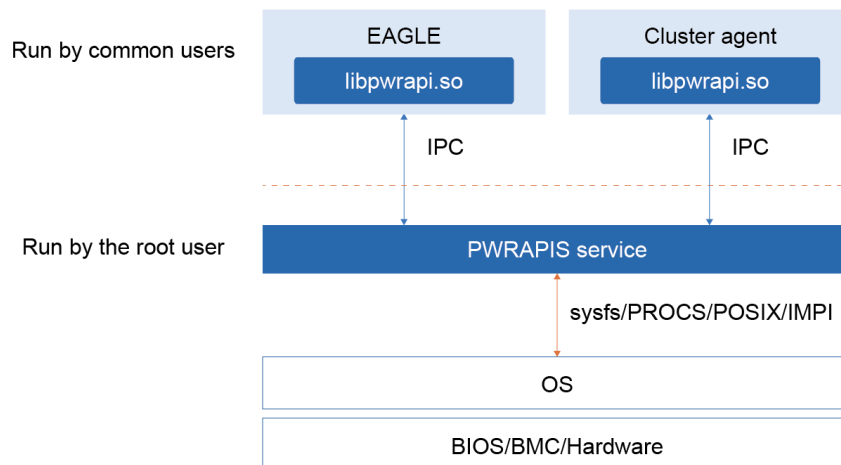 EAGLE
Cluster agent
Run by common users
libpwrapi.so
libpwrapi.so
IPC
IPC
Run by the root user
PWRAPIS service
sysfs/PROCS/POSIX/IMPI
OS
BIOS/BMC/Hardware